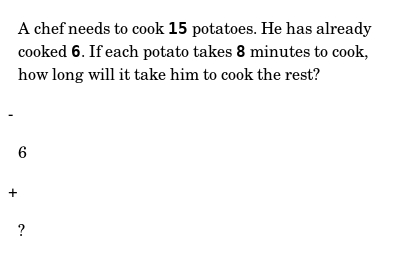 A chef needs to cook 15 potatoes. He has already
cooked 6. If each potato takes 8 minutes to cook,
how long will it take him to cook the rest?
-
6
+
?